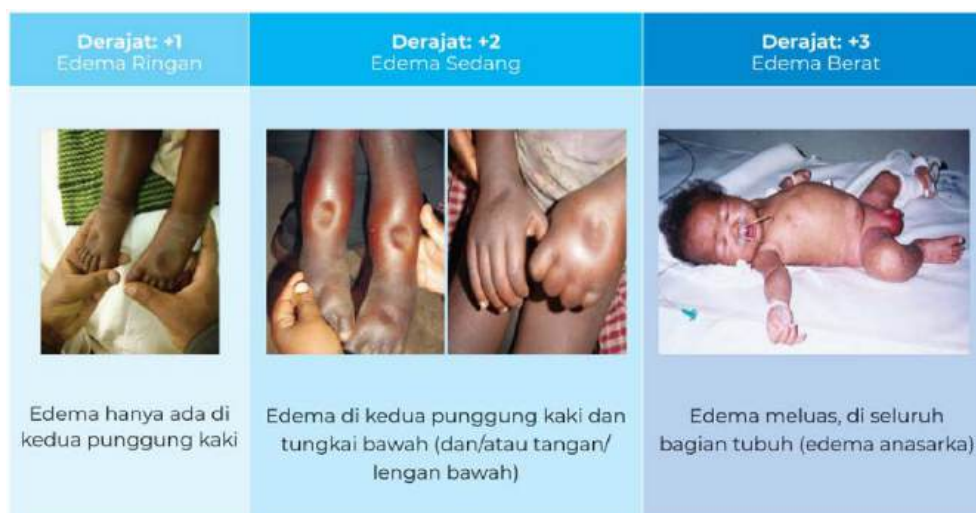 Derajat: +1
Edema Ringan
Derajat: +2
Edema Sedang
Derajat: +3
Edema Berat
Edema hanya ada di
kedua punggung kaki
Edema di kedua punggung kaki dan
tungkai bawah (dan/atau tangan/
lengan bawah)
Edema meluas, di seluruh
bagian tubuh (edema anasarka)